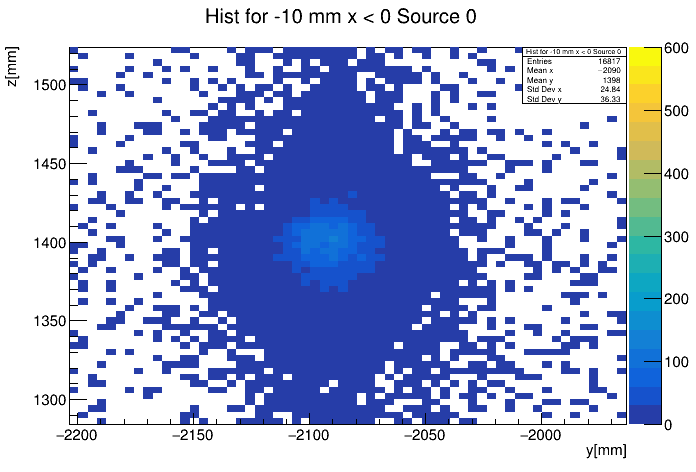 Hist for -10 mm x < 0 Source 0
z[mm]
Hist for -10 mm x < 0 Source 0
Entries 16817
Mean x −2090
Mean y 1398
Std Dev x 24.84
Std Dev y 36.33
1500
1450
1400
1350
1300
−2200 −2150 −2100 −2050 −2000
y[mm]
600
500
400
300
200
100
0